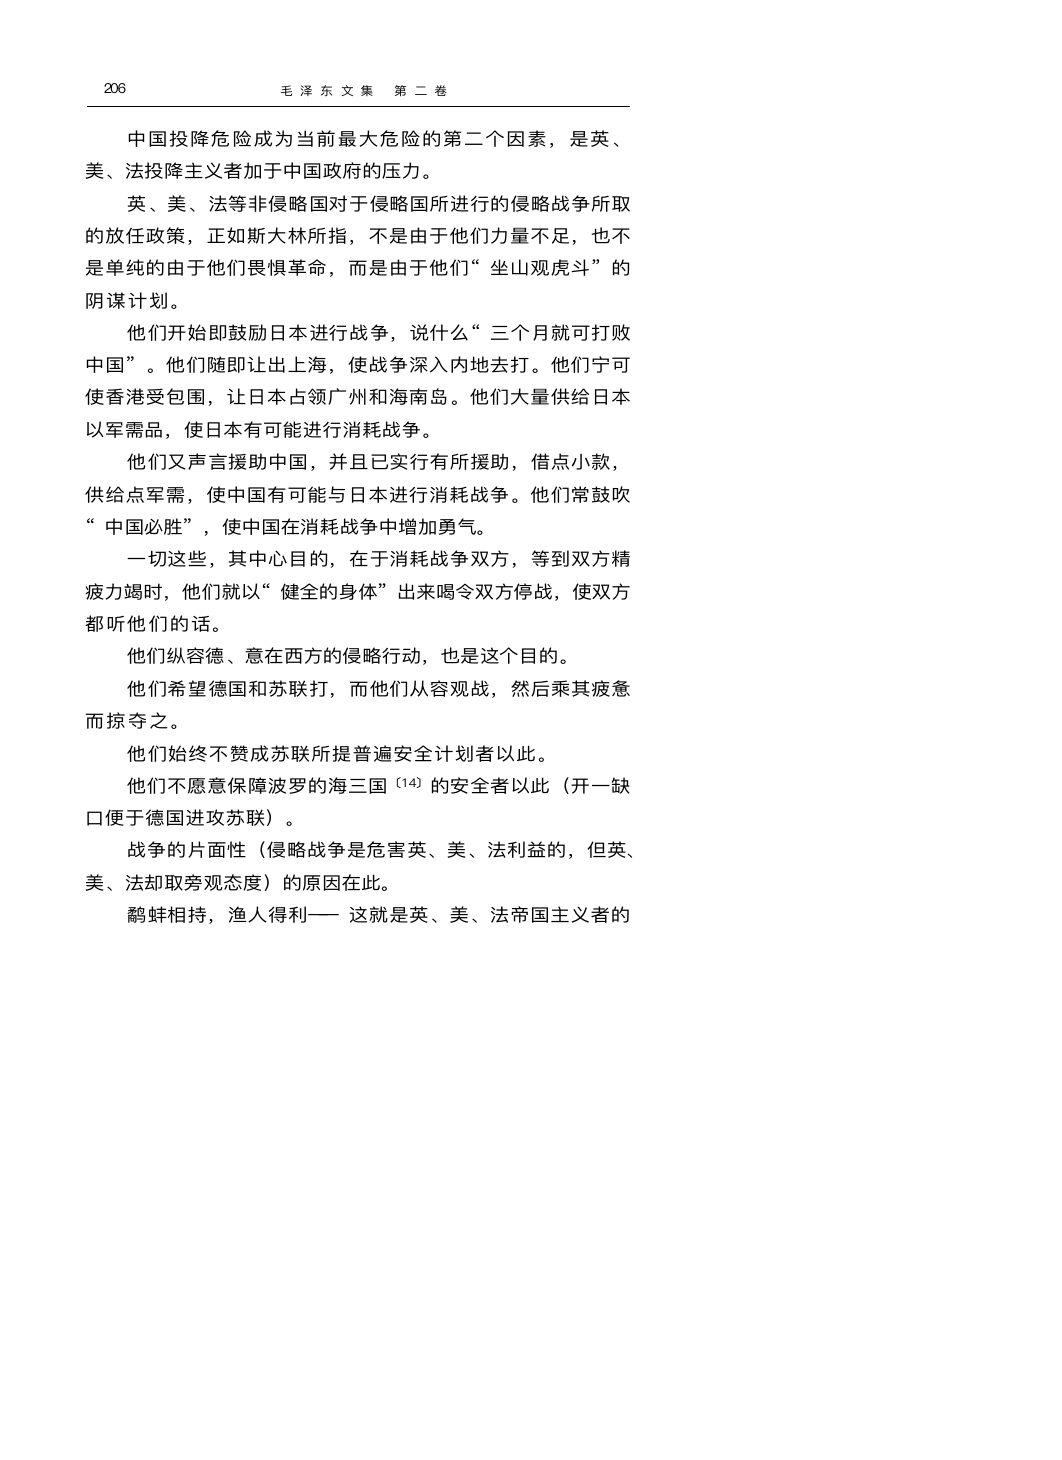 206
毛泽东文集 第二卷
中国投降危险成为当前最大危险的第二个因素，是英、
美、法投降主义者加于中国政府的压力。
英、美、法等非侵略国对于侵略国所进行的侵略战争所取
的放任政策，正如斯大林所指，不是由于他们力量不足，也不
是单纯的由于他们畏惧革命，而是由于他们“坐山观虎斗”的
阴谋计划。
他们开始即鼓励日本进行战争，说什么“三个月就可打败
中国”。他们随即让出上海，使战争深入内地去打。他们宁可
使香港受包围，让日本占领广州和海南岛。他们大量供给日本
以军需品，使日本有可能进行消耗战争。
他们又声言援助中国，并且已实行有所援助，借点小款，
供给点军需，使中国有可能与日本进行消耗战争。他们常鼓吹
“中国必胜”，使中国在消耗战争中增加勇气。
一切这些，其中心目的，在于消耗战争双方，等到双方精
疲力竭时，他们就以“健全的身体”出来喝令双方停战，使双方
都听他们的话。
他们纵容德、意在西方的侵略行动，也是这个目的。
他们希望德国和苏联打，而他们从容观战，然后乘其疲惫
而掠夺之。
他们始终不赞成苏联所提普遍安全计划者以此。
他们不愿意保障波罗的海三国〔14〕的安全者以此（开一缺
口便于德国进攻苏联）。
战争的片面性（侵略战争是危害英、美、法利益的，但英、
美、法却取旁观态度）的原因在此。
鹬蚌相持，渔人得利——这就是英、美、法帝国主义者的